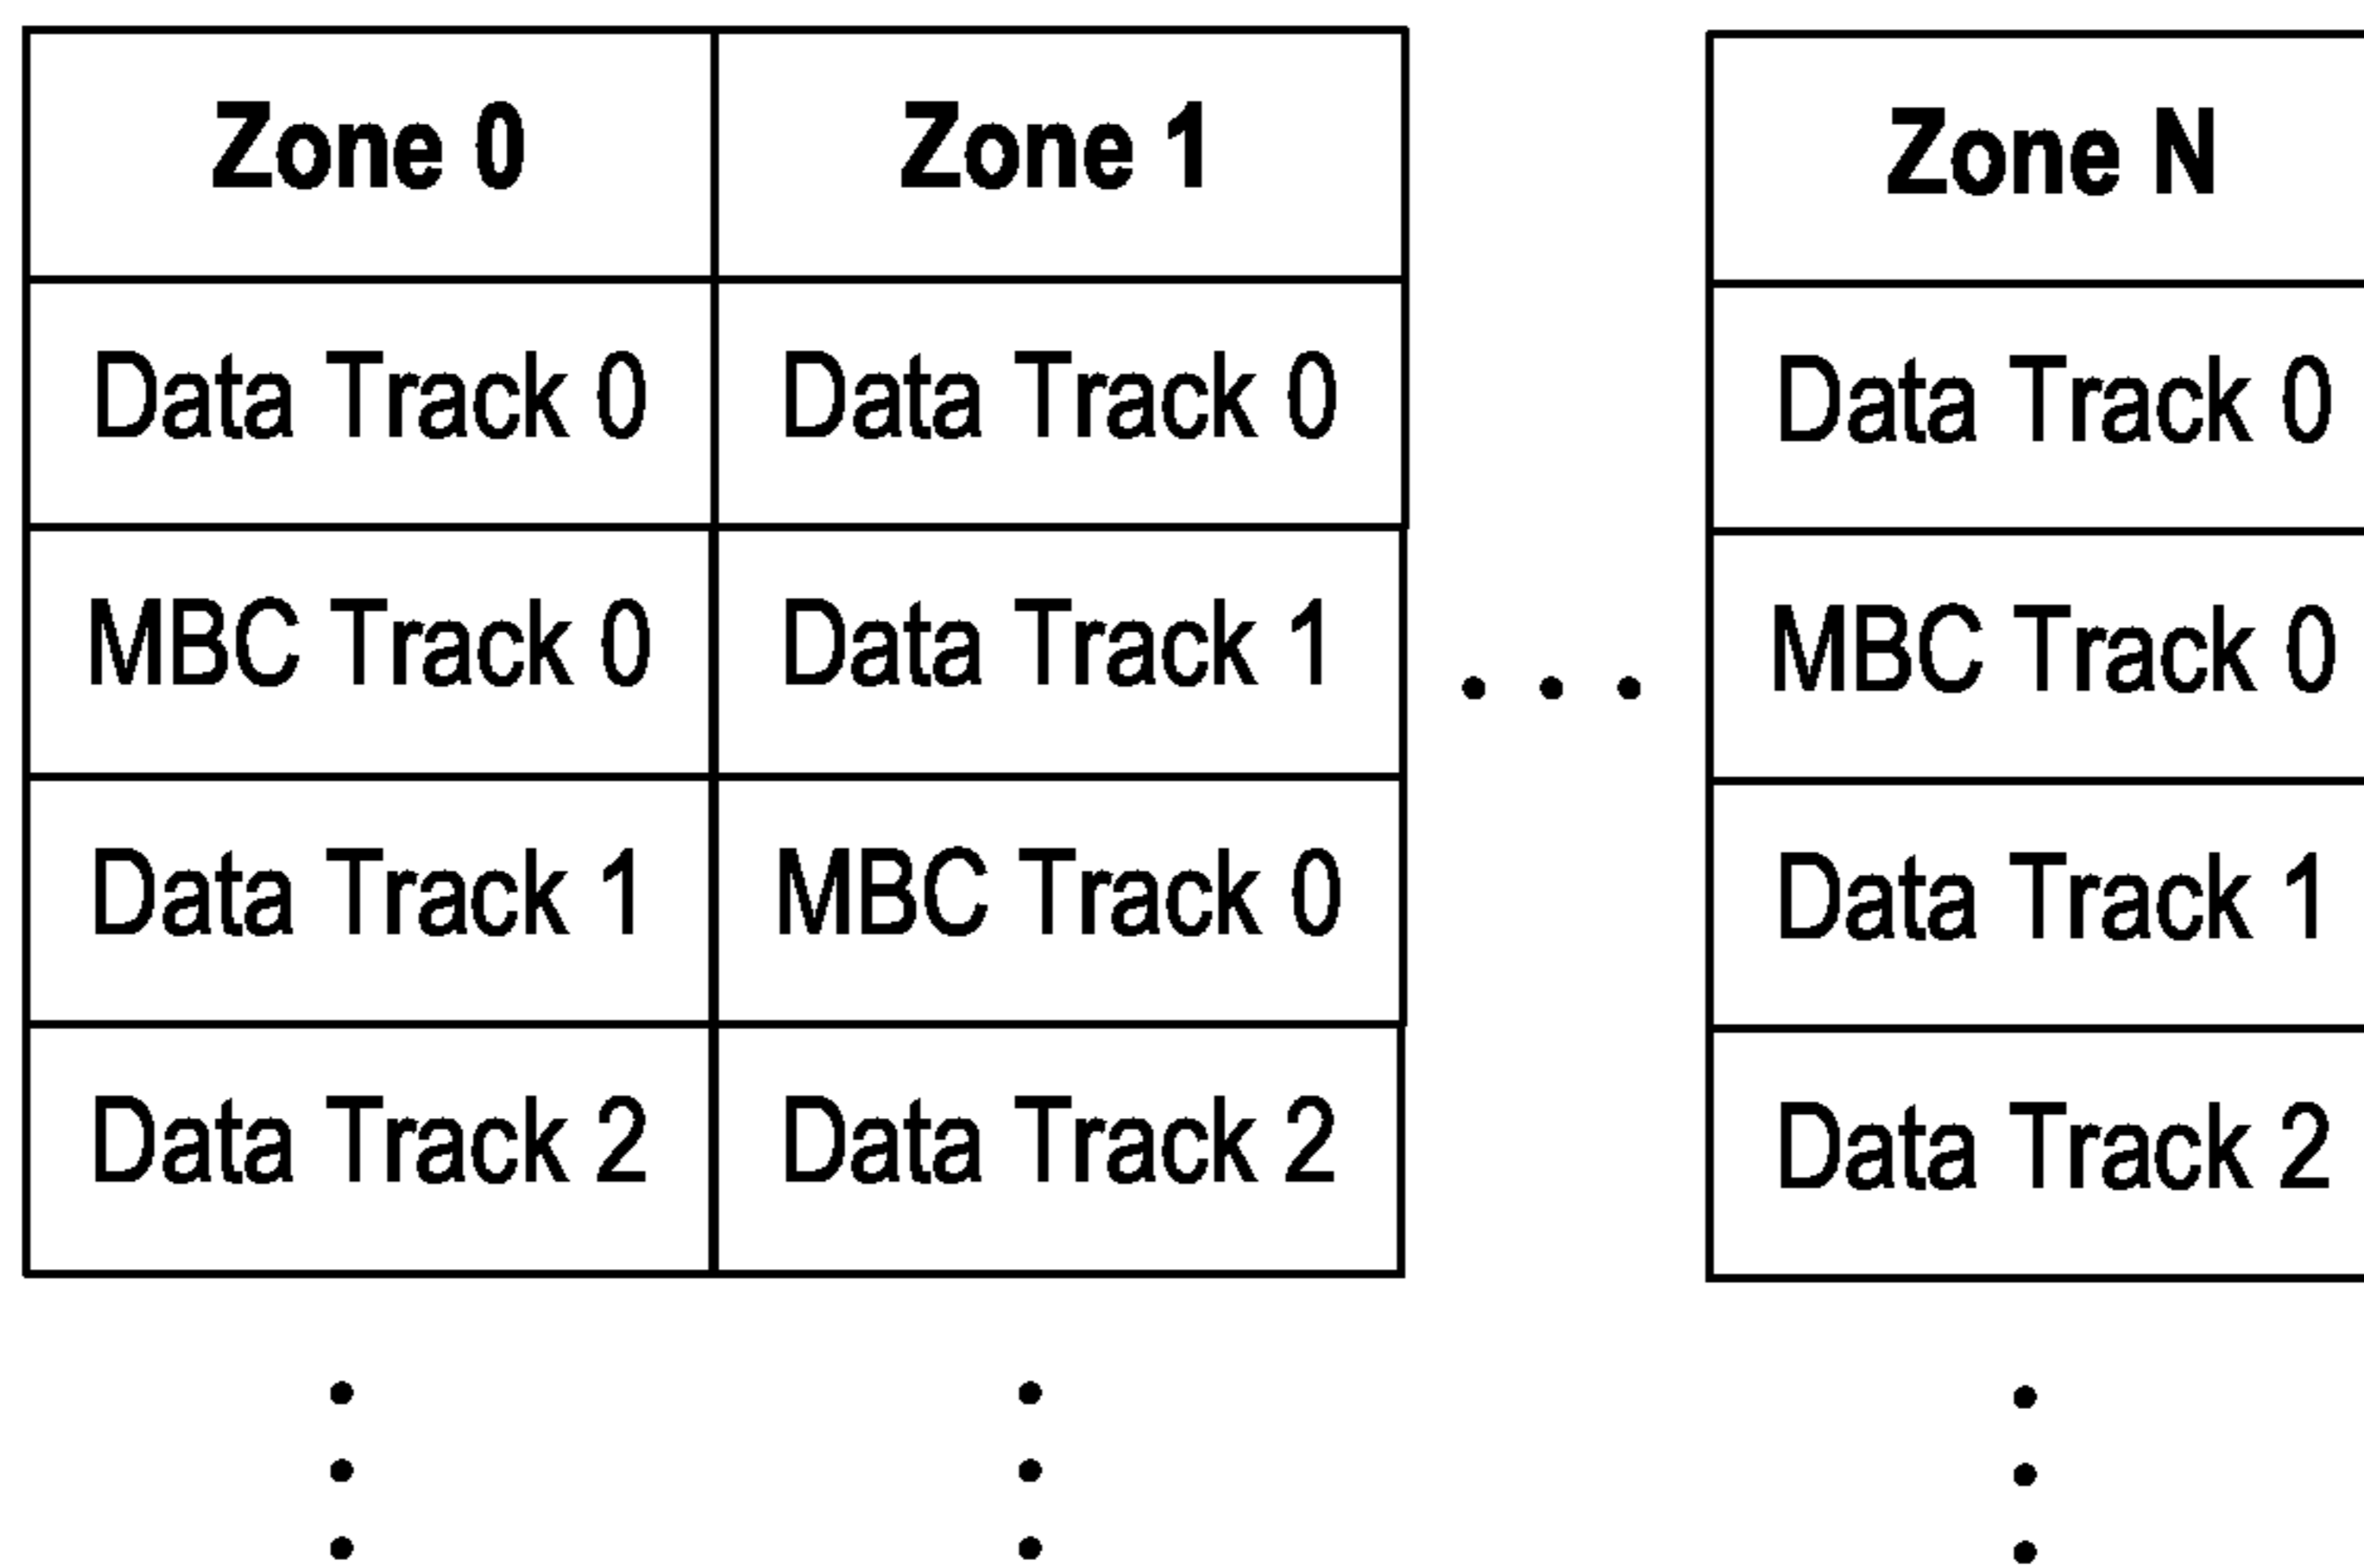 Zone 0 Zone 1 Zone N
Data Track 0 Data Track 0 Data Track 0
MBC Track 0 Data Track 1 . . . MBC Track 0
Data Track 1 MBC Track 0 Data Track 1
Data Track 2 Data Track 2 Data Track 2